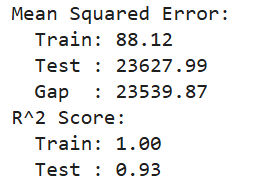 Mean Squared Error:
  Train: 88.12
  Test : 23627.99
  Gap  : 23539.87
R^2 Score:
  Train: 1.00
  Test : 0.93